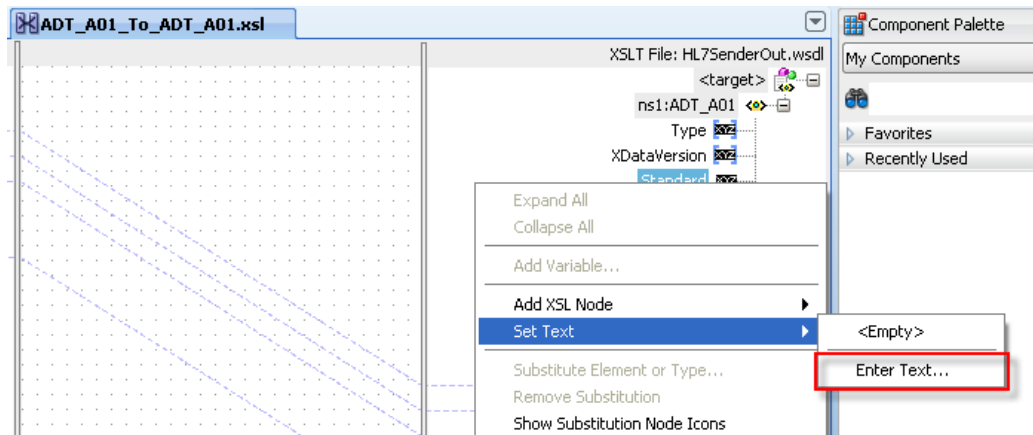 ADT_A01_To_ADT_A01.xsl
XSLT File: HL7SenderOut.wsdl
<target>
ns1:ADT_A01
Type
XDataVersion
Standard
Expand All
Collapse All
Add Variable...
Add XSL Node
Set Text
Substitute Element or Type...
Remove Substitution
Show Substitution Node Icons
<Empty>
Enter Text...
Component Palette
My Components
Favorites
Recently Used